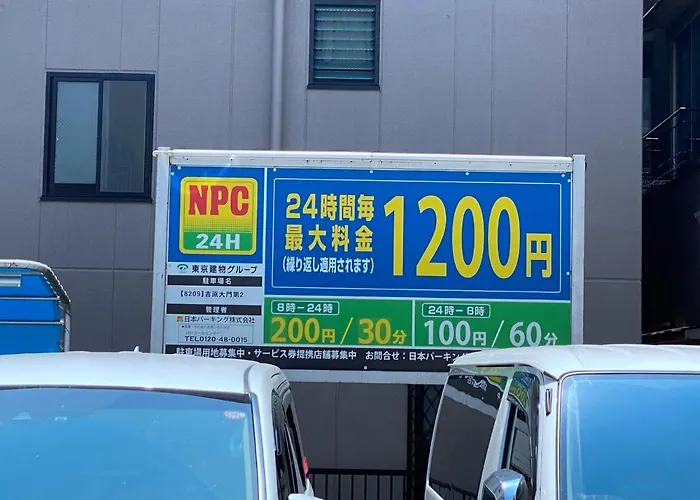 NPC
24H
東京建物グループ
駐車場名
【8209】吉原大門第2
管理者
日本パーキング株式会社
TEL0120-48-0015
24時間毎
最大料金
(繰り返し適用されます)
1200円
8時-24時
200円/30分
24時-8時
100円/60分
駐車場用地募集中・サービス券提携店舗募集中 お問合せ:日本パーキン